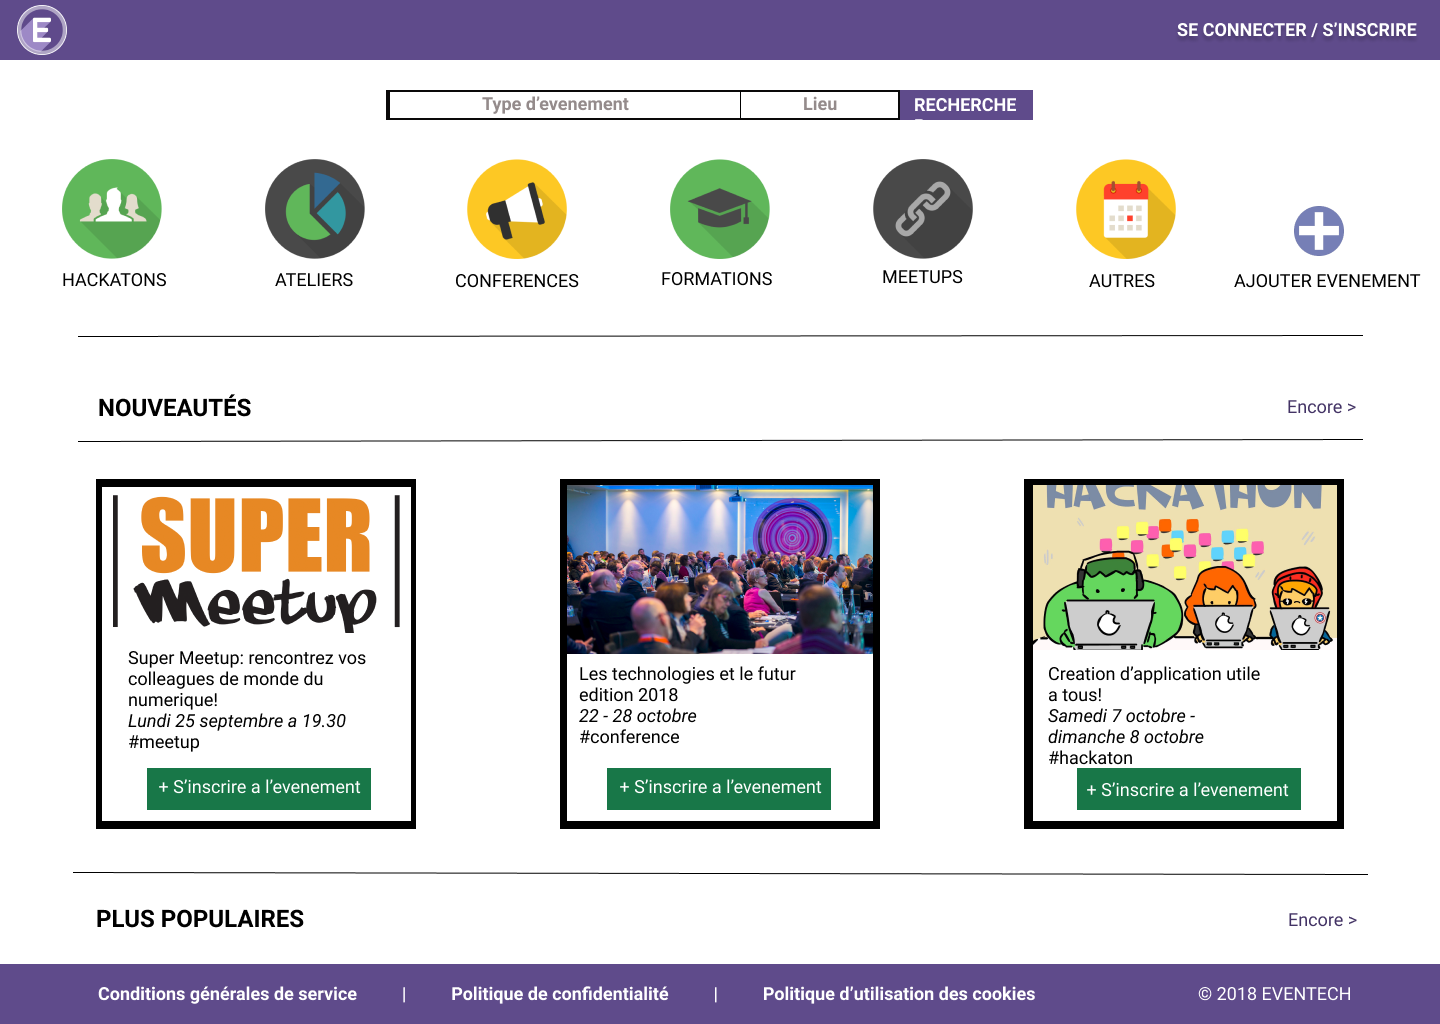 E
SE CONNECTER / S’INSCRIRE
Type d’evenement
Lieu
RECHERCHE
HACKATONS
ATELIERS
CONFERENCES
FORMATIONS
MEETUPS
AUTRES
AJOUTER EVENEMENT
NOUVEAUTÉS
Encore >
SUPER
Meetup
Super Meetup: rencontrez vos
colleagues de monde du
numerique!
Lundi 25 septembre a 19.30
#meetup
+ S’inscrire a l’evenement
Les technologies et le futur
edition 2018
22 - 28 octobre
#conference
+ S’inscrire a l’evenement
HACKATHON
Creation d’application utile
a tous!
Samedi 7 octobre -
dimanche 8 octobre
#hackaton
+ S’inscrire a l’evenement
PLUS POPULAIRES
Encore >
Conditions générales de service | Politique de confidentialité | Politique d’utilisation des cookies
© 2018 EVENTECH